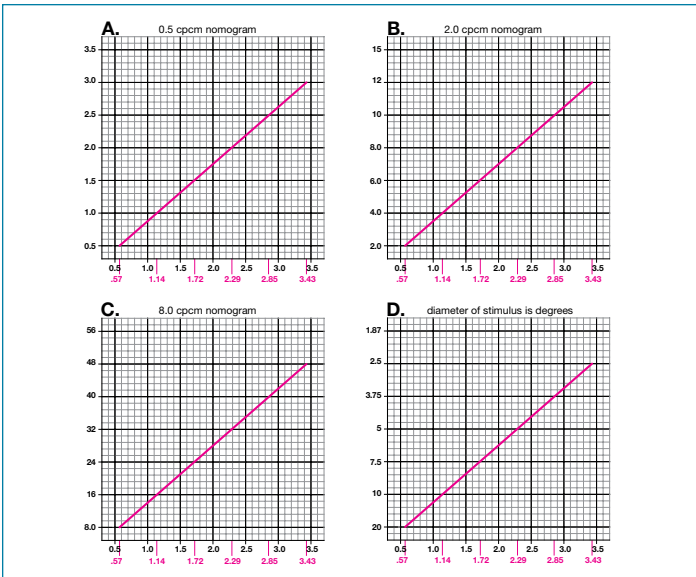 A. 0.5 cpcm nomogram
3.5
3.0
2.5
2.0
1.5
1.0
0.5
0.5 1.0 1.5 2.0 2.5 3.0 3.5
.57 1.14 1.72 2.29 2.85 3.43
B. 2.0 cpcm nomogram
15
12
10
8.0
6.0
4.0
2.0
0.5 1.0 1.5 2.0 2.5 3.0 3.5
.57 1.14 1.72 2.29 2.85 3.43
C. 8.0 cpcm nomogram
56
48
40
32
24
16
8.0
0.5 1.0 1.5 2.0 2.5 3.0 3.5
.57 1.14 1.72 2.29 2.85 3.43
D. diameter of stimulus is degrees
1.87
2.5
3.75
5
7.5
10
20
0.5 1.0 1.5 2.0 2.5 3.0 3.5
.57 1.14 1.72 2.29 2.85 3.43